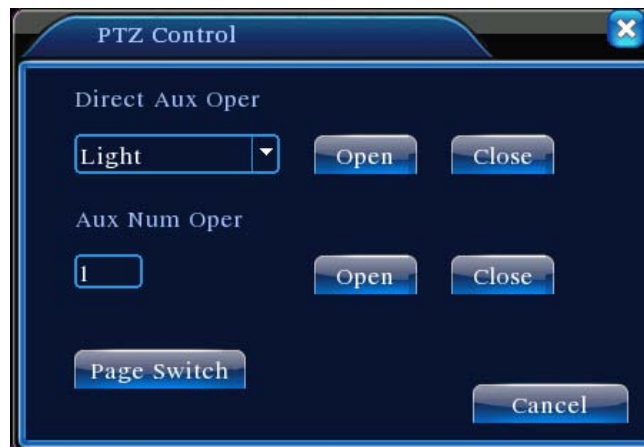 PTZ Control
Direct Aux Oper
Light Open Close
Aux Num Oper
1 Open Close
Page Switch
Cancel